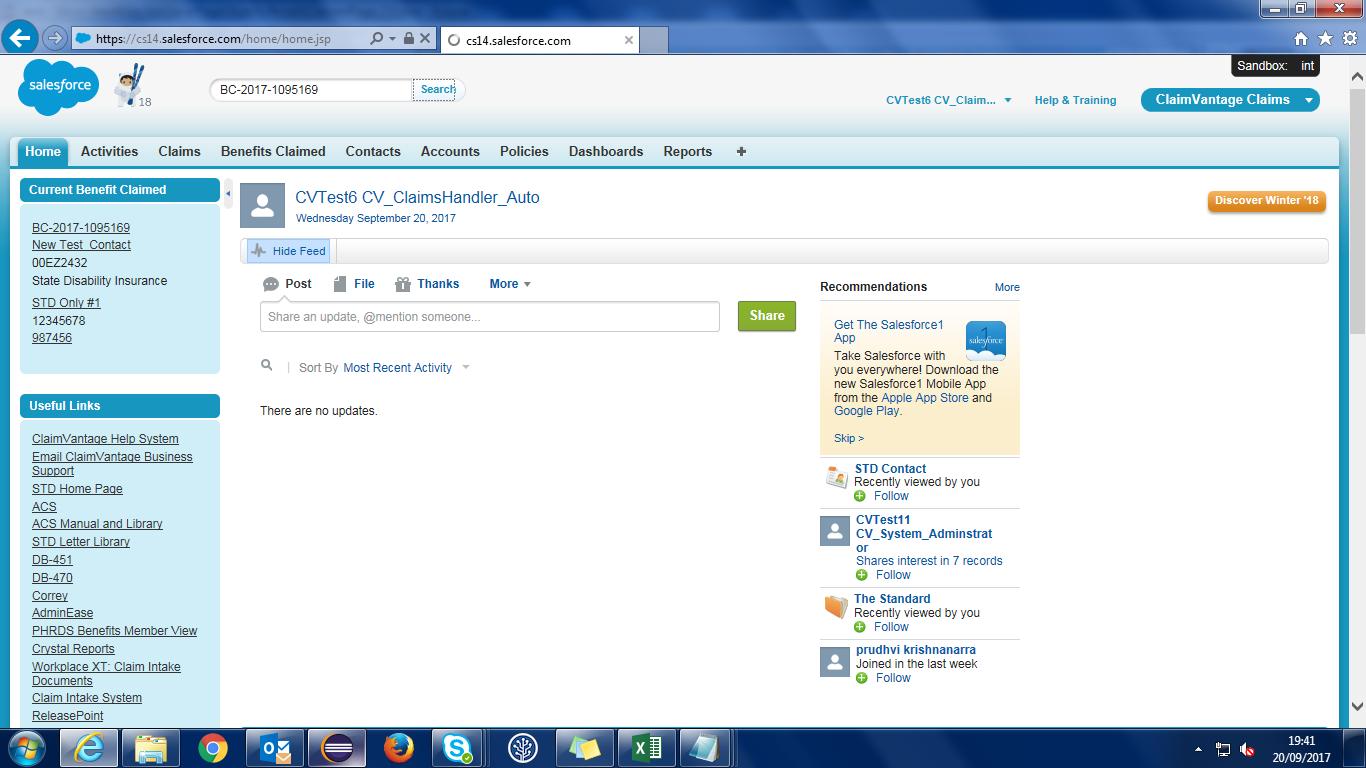 https://cs14.salesforce.com/home/home.jsp
cs14.salesforce.com
Sandbox: int
salesforce
18
BC-2017-1095169
Search
CVTest6 CV_Claim...
Help & Training
ClaimVantage Claims
Home
Activities
Claims
Benefits Claimed
Contacts
Accounts
Policies
Dashboards
Reports
Current Benefit Claimed
BC-2017-1095169
New Test_Contact
00EZ2432
State Disability Insurance
STD Only #1
12345678
987456
Useful Links
ClaimVantage Help System
Email ClaimVantage Business
Support
STD Home Page
ACS
ACS Manual and Library
STD Letter Library
DB-451
DB-470
Correy
AdminEase
PHRDS Benefits Member View
Crystal Reports
Workplace XT: Claim Intake
Documents
Claim Intake System
ReleasePoint
CVTest6 CV_ClaimsHandler_Auto
Wednesday September 20, 2017
Discover Winter '18
Hide Feed
Post
File
Thanks
More
Share an update, @mention someone...
Share
Sort By Most Recent Activity
There are no updates.
Recommendations
More
Get The Salesforce1
App
salesforce
Take Salesforce with
you everywhere! Download the
new Salesforce1 Mobile App
from the Apple App Store and
Google Play.
Skip >
STD Contact
Recently viewed by you
Follow
CVTest11
CV_System_Adminstrat
or
Shares interest in 7 records
Follow
The Standard
Recently viewed by you
Follow
prudhvi krishnanarra
Joined in the last week
Follow
19:41
20/09/2017